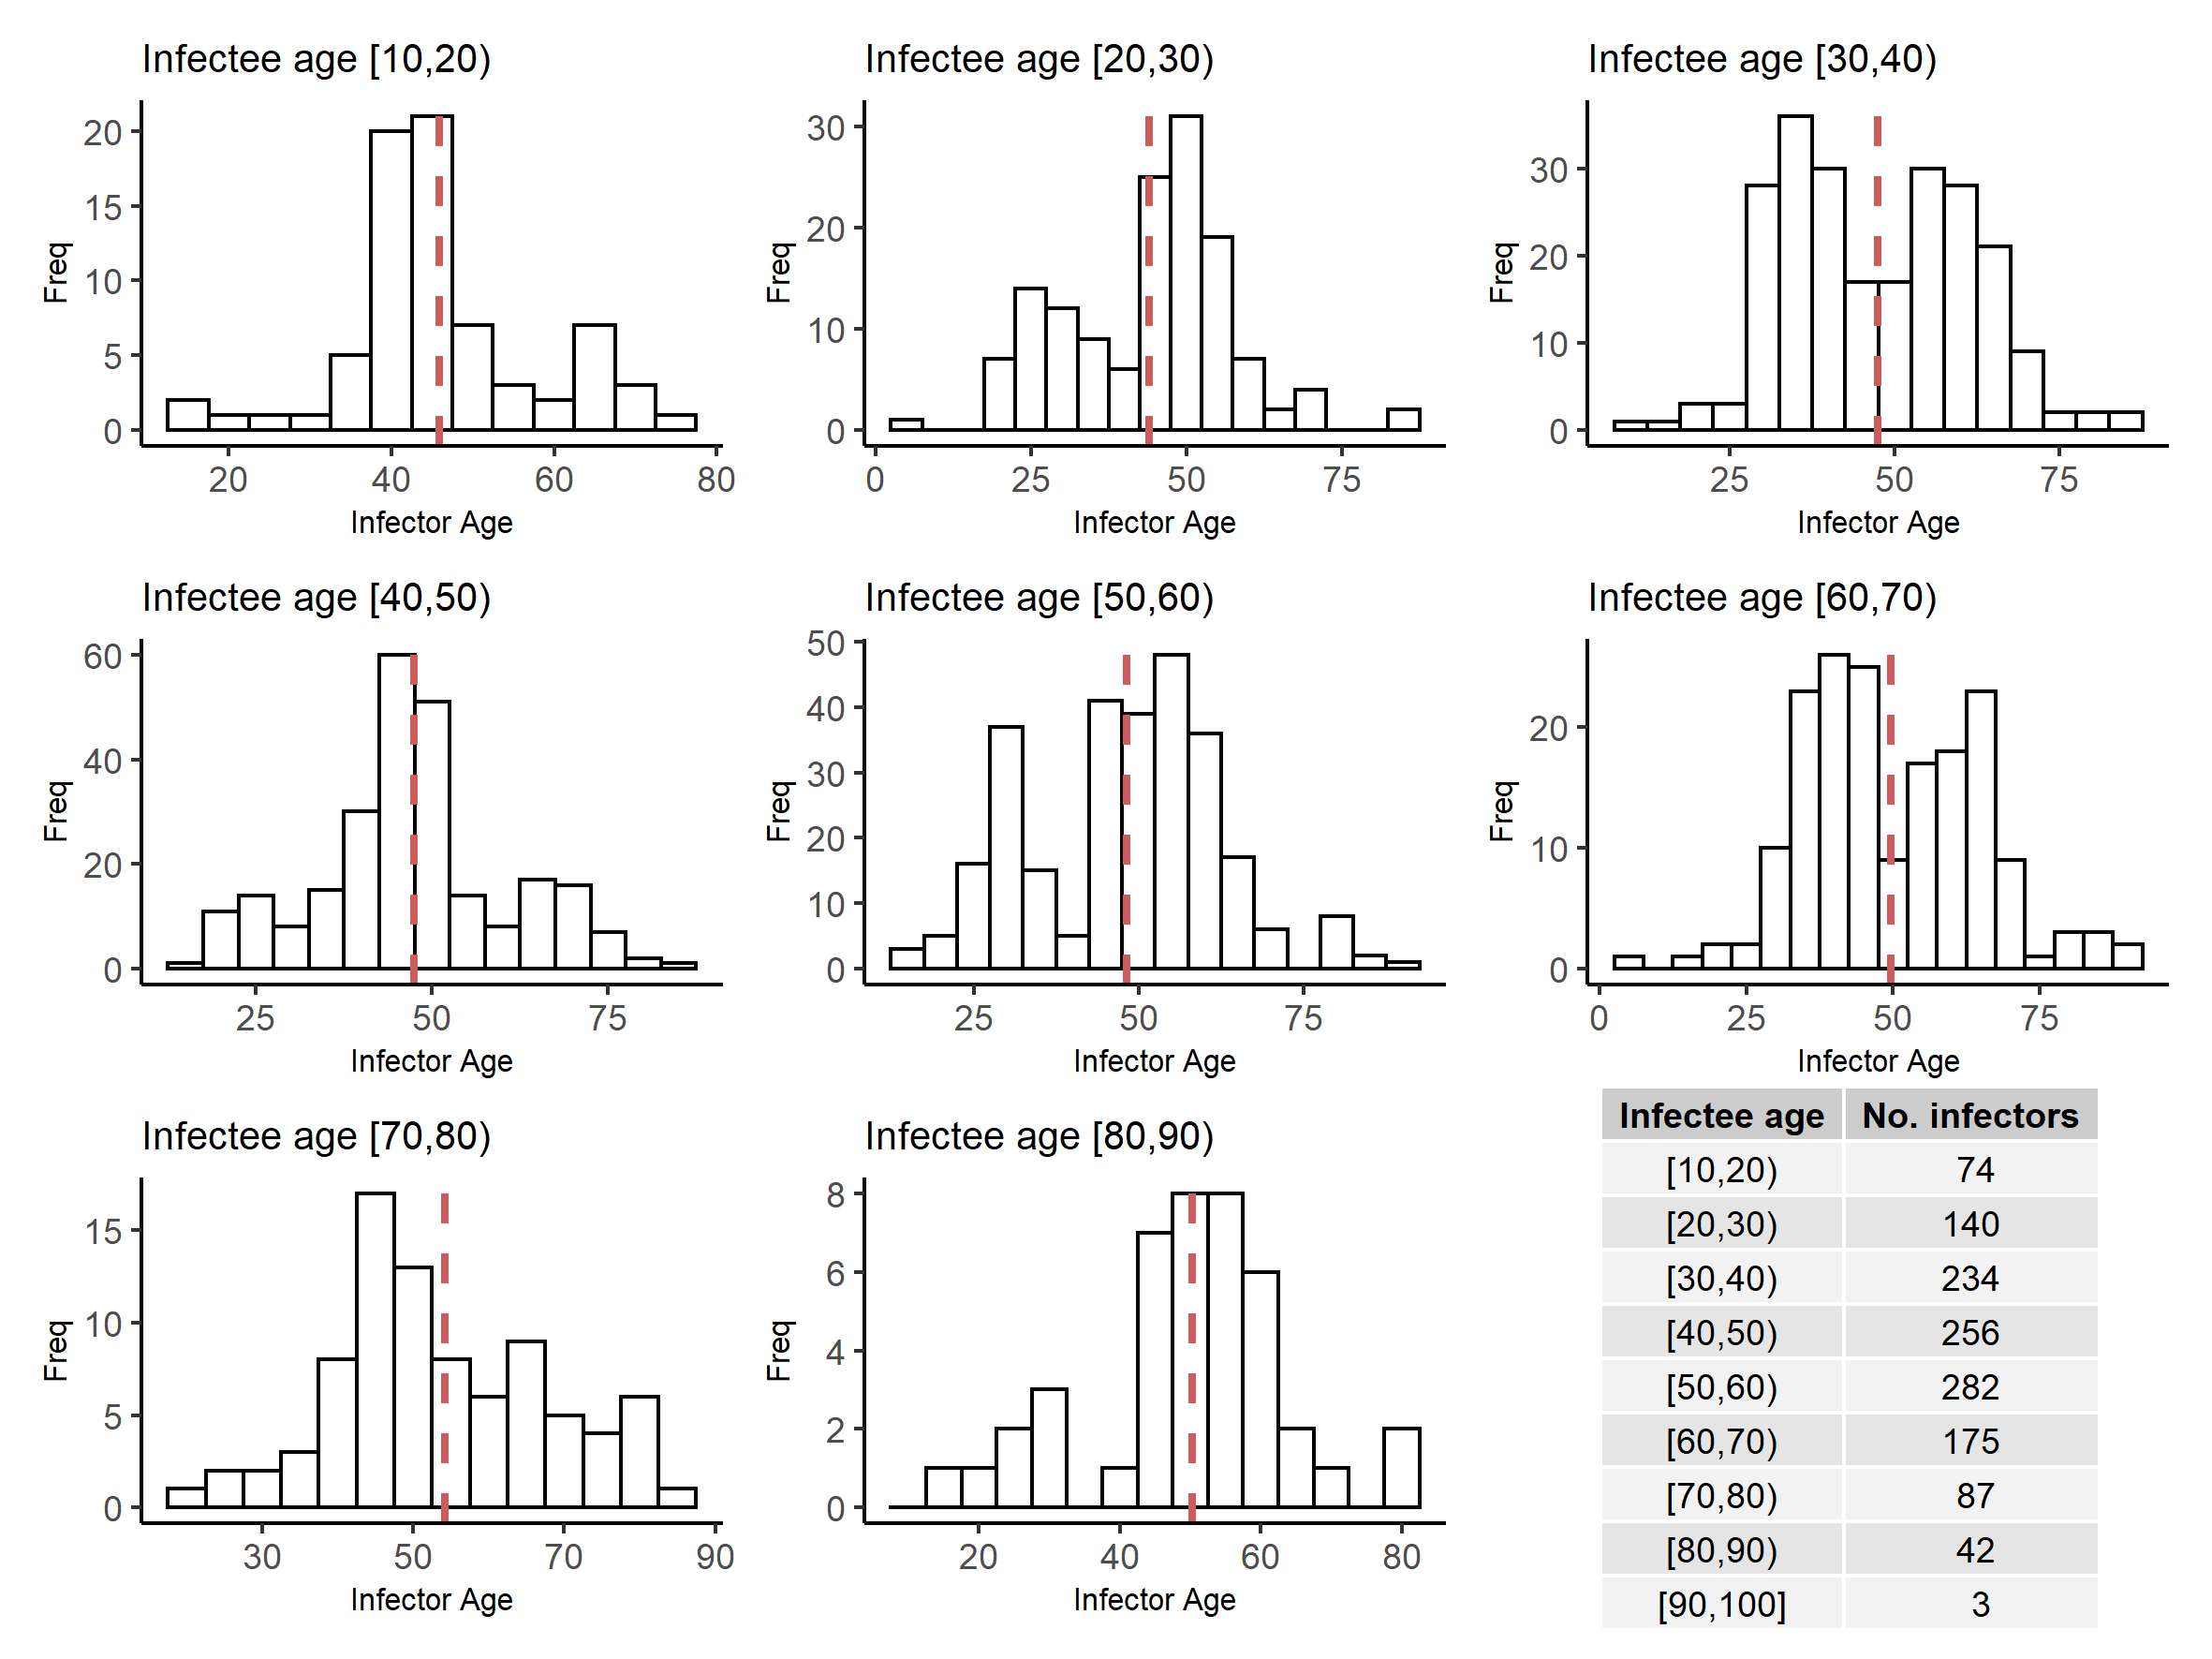 Infectee age [10,20)
20
15
10
5
0
Freq
20 40 60 80
Infector Age
Infectee age [20,30)
30
20
10
0
Freq
0 25 50 75
Infector Age
Infectee age [30,40)
30
20
10
0
Freq
25 50 75
Infector Age
Infectee age [40,50)
60
40
20
0
Freq
25 50 75
Infector Age
Infectee age [50,60)
50
40
30
20
10
0
Freq
25 50 75
Infector Age
Infectee age [60,70)
20
10
0
Freq
0 25 50 75
Infector Age
Infectee age [70,80)
15
10
5
0
Freq
30 50 70 90
Infector Age
Infectee age [80,90)
8
6
4
2
0
Freq
20 40 60 80
Infector Age
Infectee age No. infectors
[10,20) 74
[20,30) 140
[30,40) 234
[40,50) 256
[50,60) 282
[60,70) 175
[70,80) 87
[80,90) 42
[90,100] 3